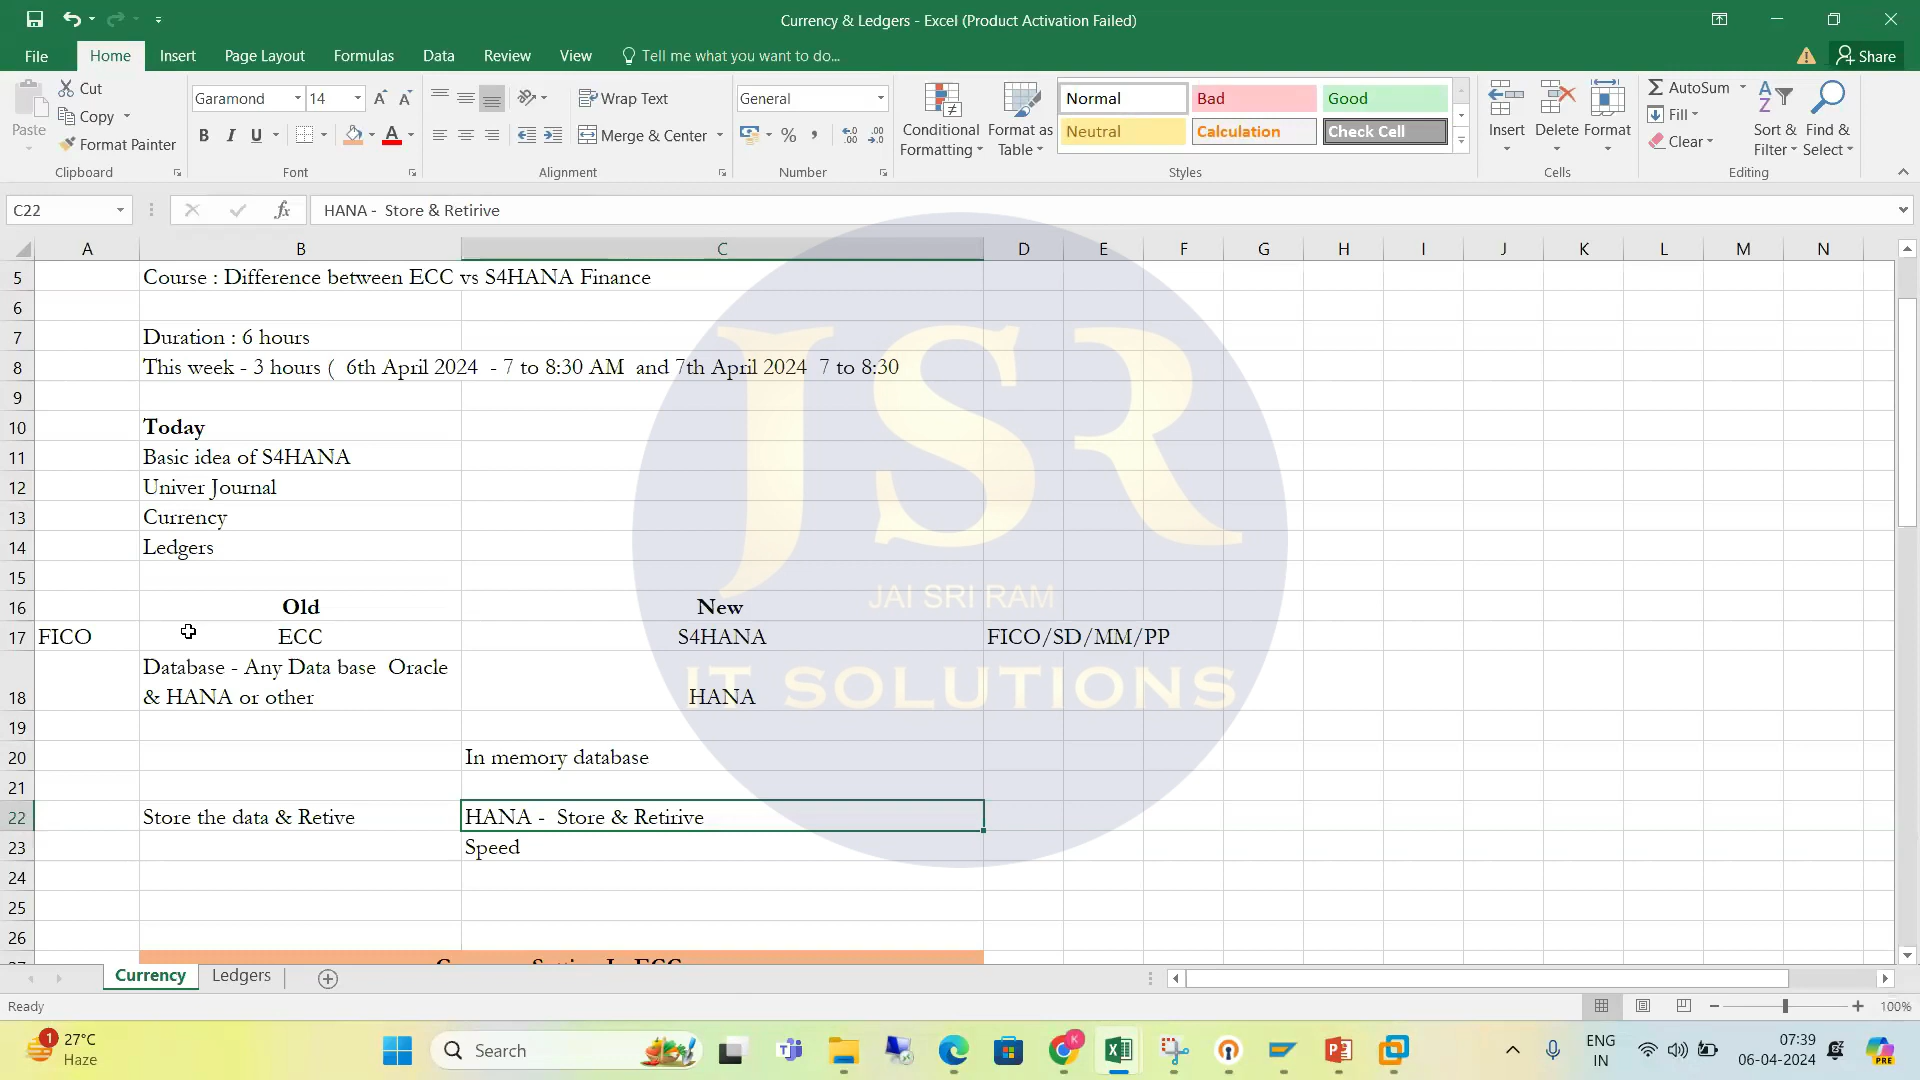 Currency & Ledgers - Excel (Product Activation Failed)
File Home Insert Page Layout Formulas Data Review View Tell me what you want to do... Share
Paste Cut Copy Format Painter Clipboard
Garamond 14 B I U A Font
Wrap Text Merge & Center Alignment
General % , Number
Conditional Formatting Format as Table
Normal Bad Good
Neutral Calculation Check Cell
Styles
Insert Delete Format
Cells
AutoSum Fill Clear
Sort & Filter Find & Select
Editing
C22 fx HANA -  Store & Retirive
A B C D E F G H I J K L M N
5 Course : Difference between ECC vs S4HANA Finance
6
7 Duration : 6 hours
8 This week - 3 hours (  6th April 2024  - 7 to 8:30 AM  and 7th April 2024  7 to 8:30
9
10 Today
11 Basic idea of S4HANA
12 Univer Journal
13 Currency
14 Ledgers
15
16 Old New
17 FICO ECC S4HANA FICO/SD/MM/PP
Database - Any Data base  Oracle
18 & HANA or other HANA
19
20 In memory database
21
22 Store the data & Retive HANA -  Store & Retirive
23 Speed
24
25
26
JSR
JAI SRI RAM
IT SOLUTIONS
Currency Ledgers
Ready 100%
1 27°C
Haze
Search
K
PRE
ENG
IN
07:39
06-04-2024